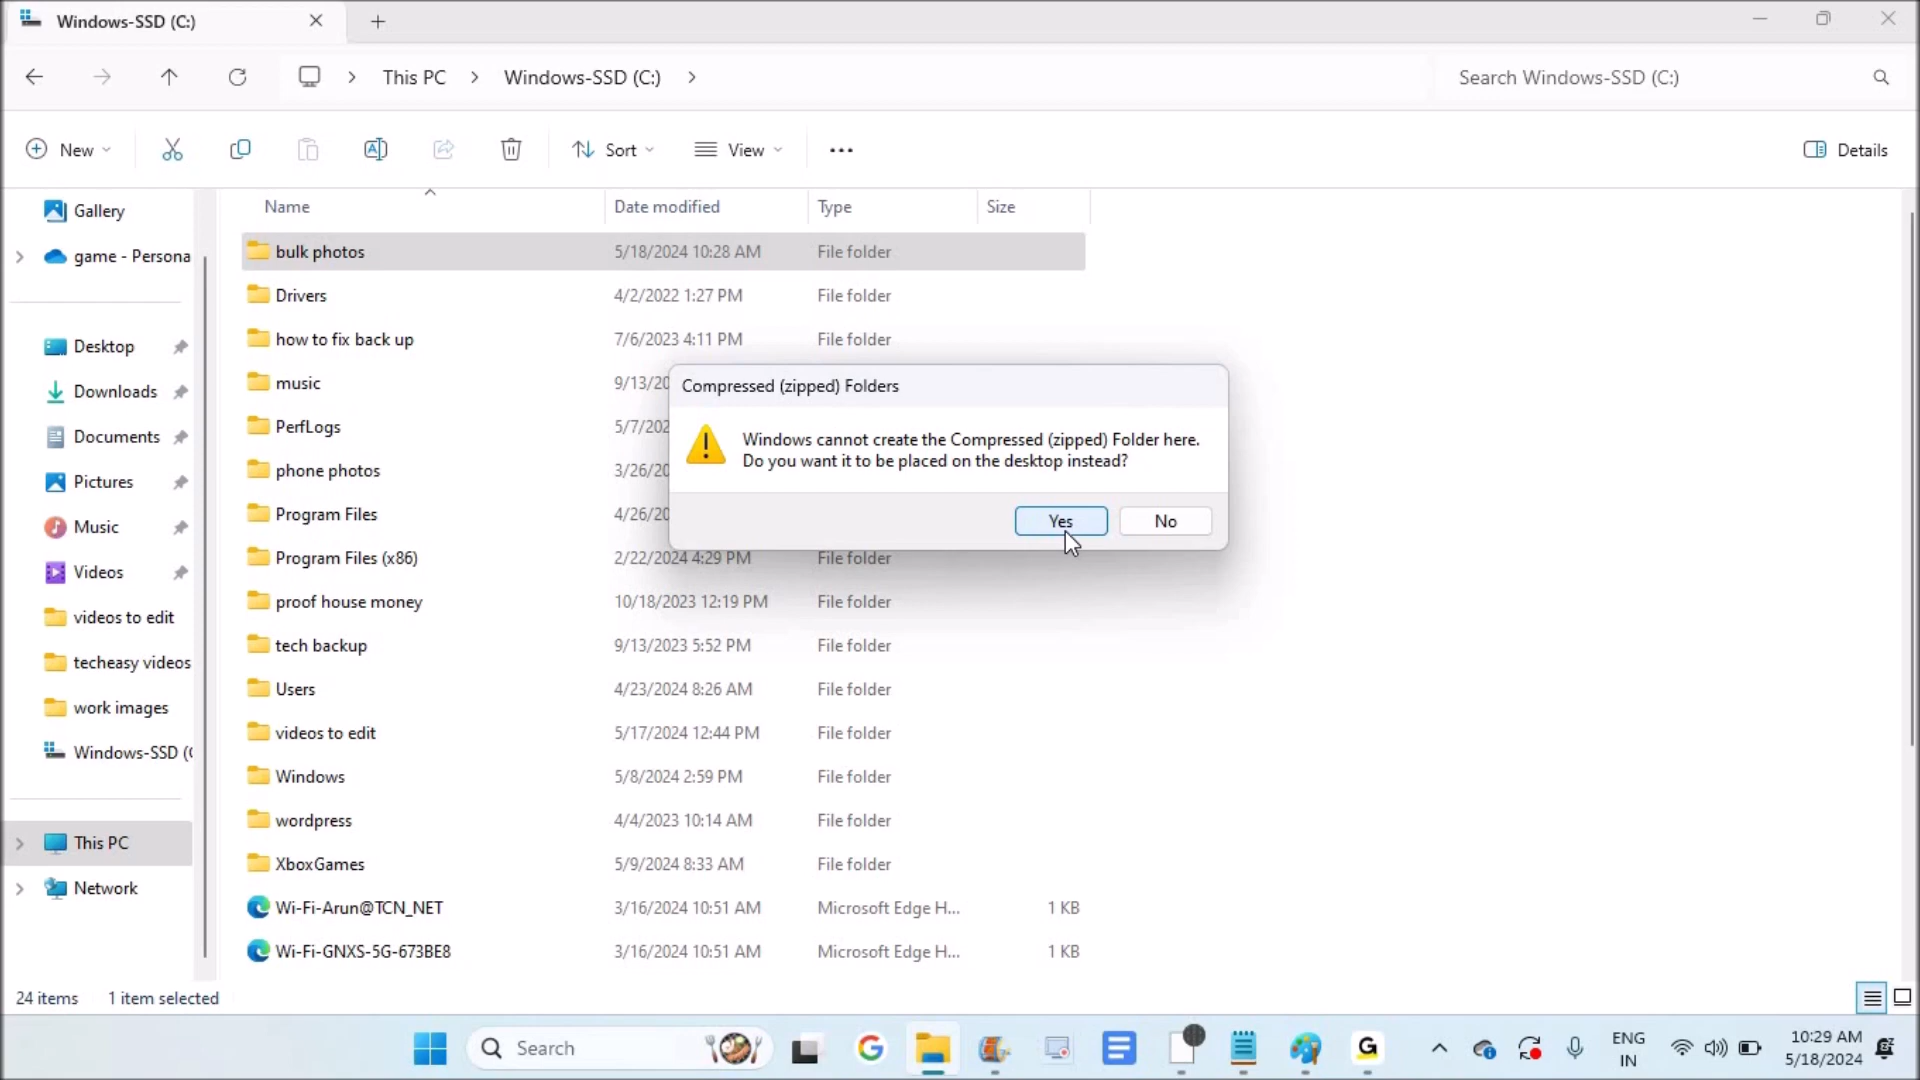 Windows-SSD (C:)
This PC > Windows-SSD (C:) >
Search Windows-SSD (C:)
New
Sort
View
Details
Gallery
game - Persona
Desktop
Downloads
Documents
Pictures
Music
Videos
videos to edit
techeasy videos
work images
Windows-SSD (
This PC
Network
Name Date modified Type Size
bulk photos 5/18/2024 10:28 AM File folder
Drivers 4/2/2022 1:27 PM File folder
how to fix back up 7/6/2023 4:11 PM File folder
music 9/13/20
PerfLogs 5/7/202
phone photos 3/26/20
Program Files 4/26/20
Program Files (x86) 2/22/2024 4:29 PM File folder
proof house money 10/18/2023 12:19 PM File folder
tech backup 9/13/2023 5:52 PM File folder
Users 4/23/2024 8:26 AM File folder
videos to edit 5/17/2024 12:44 PM File folder
Windows 5/8/2024 2:59 PM File folder
wordpress 4/4/2023 10:14 AM File folder
XboxGames 5/9/2024 8:33 AM File folder
Wi-Fi-Arun@TCN_NET 3/16/2024 10:51 AM Microsoft Edge H... 1 KB
Wi-Fi-GNXS-5G-673BE8 3/16/2024 10:51 AM Microsoft Edge H... 1 KB
Compressed (zipped) Folders
Windows cannot create the Compressed (zipped) Folder here.
Do you want it to be placed on the desktop instead?
Yes No
24 items 1 item selected
Search
ENG
IN
10:29 AM
5/18/2024